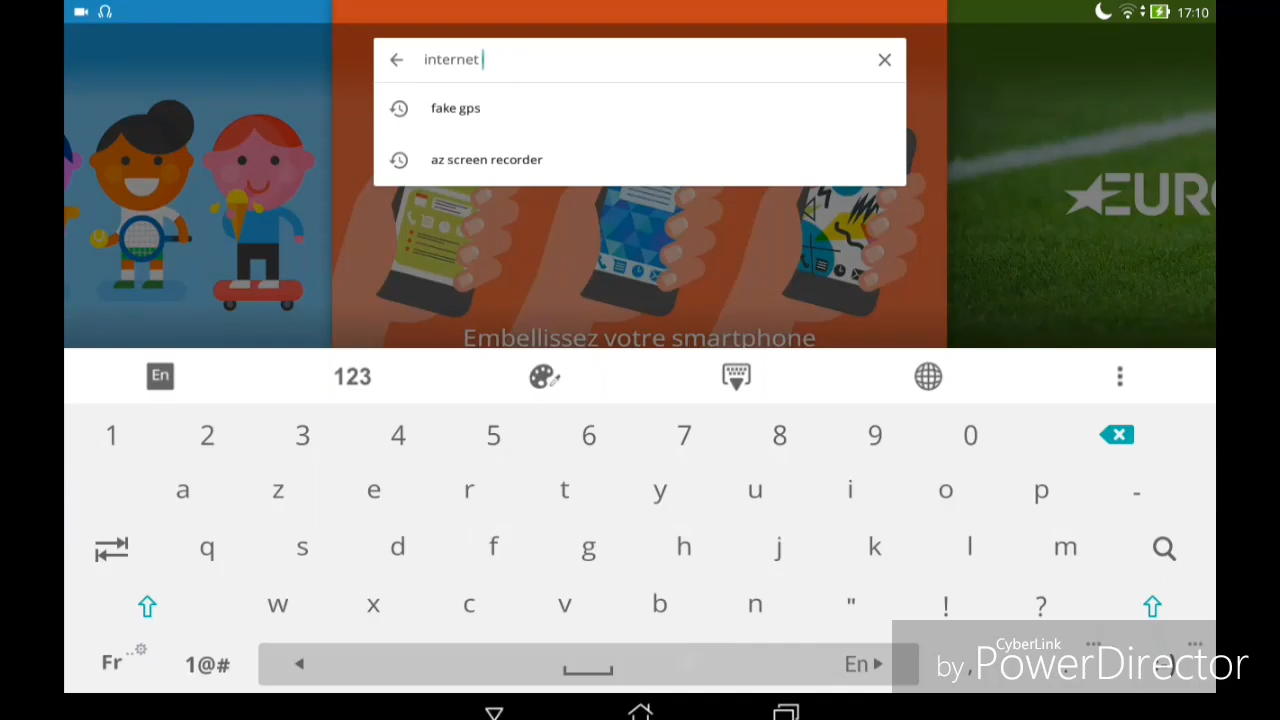 17:10
internet
fake gps
az screen recorder
EURO
Embellissez votre smartphone
En
123
1 2 3 4 5 6 7 8 9 0
a z e r t y u i o p -
q s d f g h j k l m
w x c v b n " ! ?
Fr 1@# En ,
CyberLink
by PowerDirector